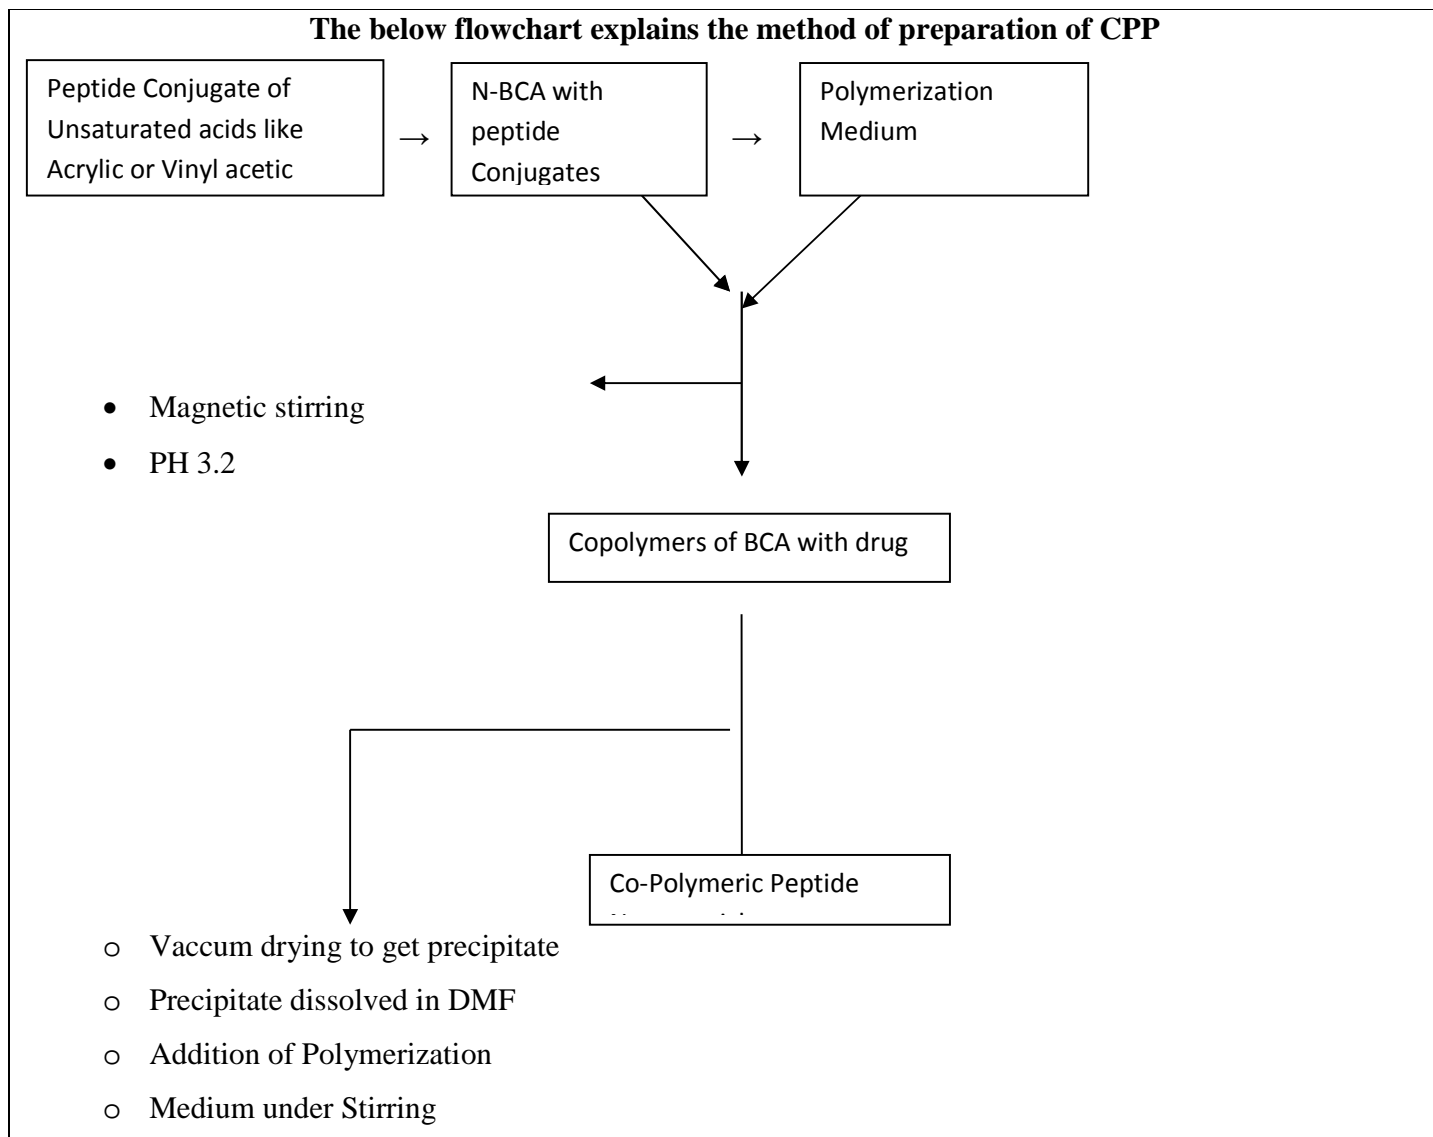 The below flowchart explains the method of preparation of CPP
Peptide Conjugate of
Unsaturated acids like
Acrylic or Vinyl acetic
→
N-BCA with
peptide
Conjugates
→
Polymerization
Medium
• Magnetic stirring
• PH 3.2
Copolymers of BCA with drug
Co-Polymeric Peptide
o Vaccum drying to get precipitate
o Precipitate dissolved in DMF
o Addition of Polymerization
o Medium under Stirring